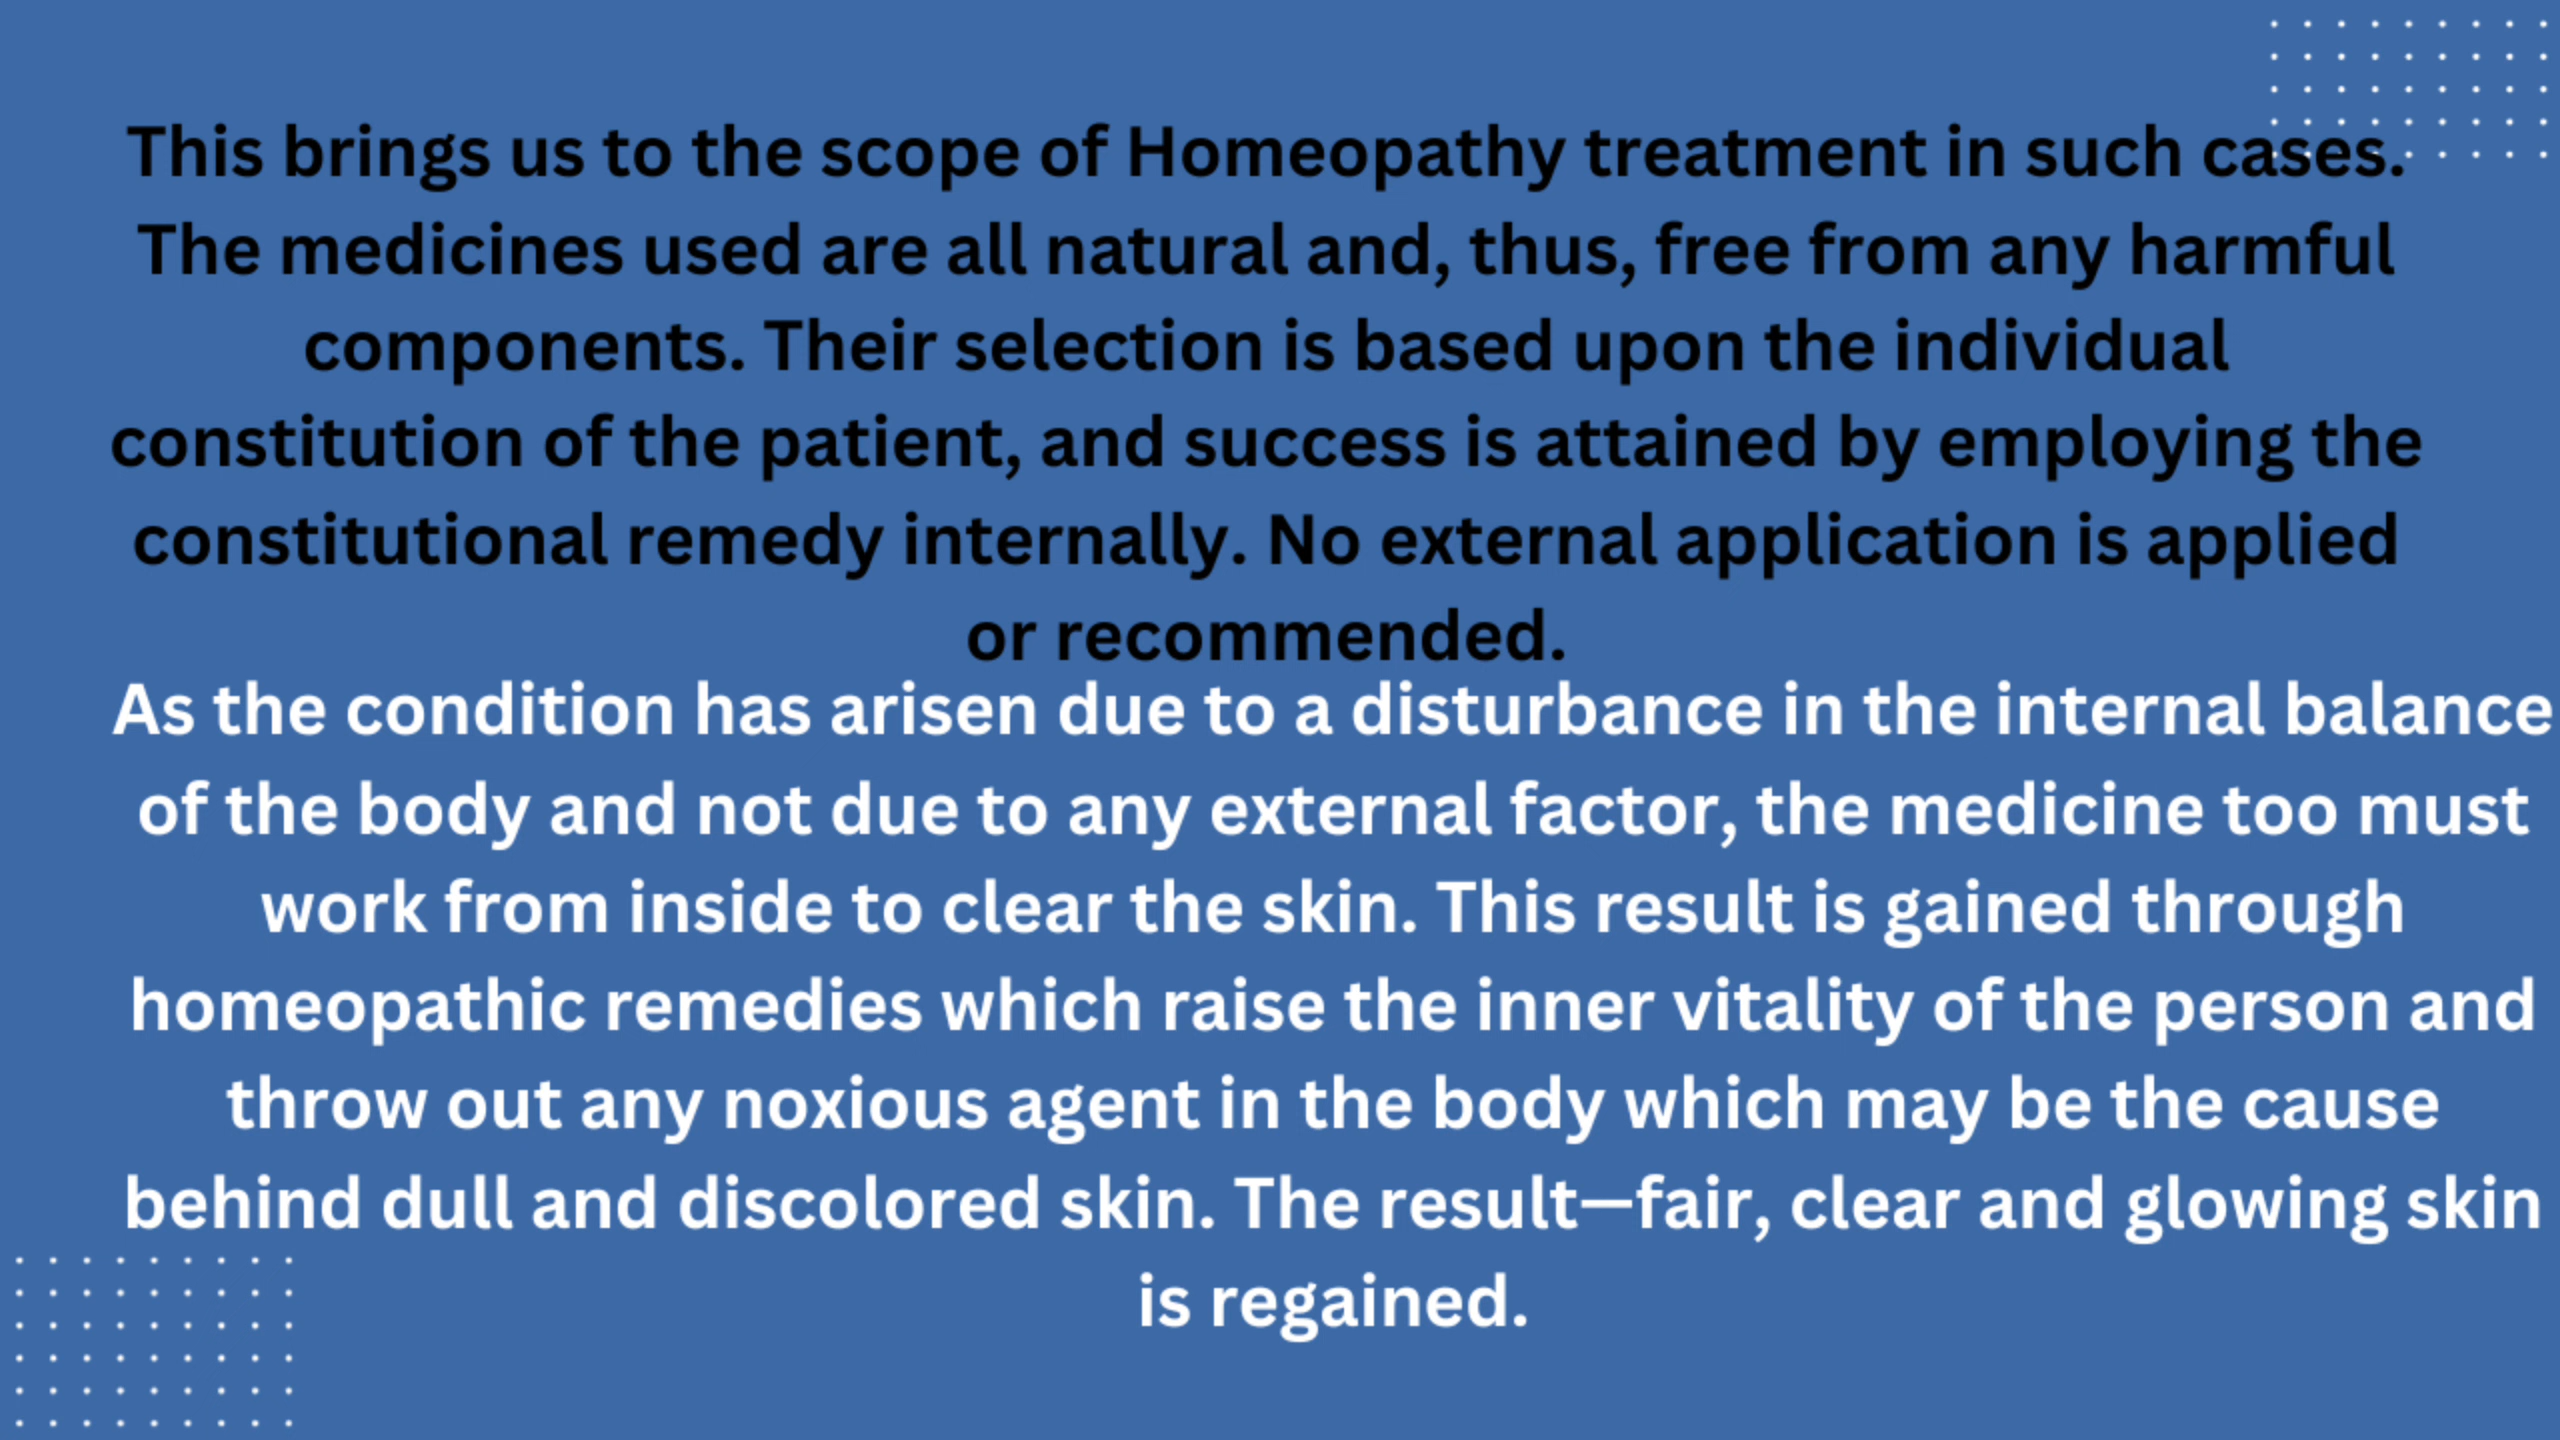 This brings us to the scope of Homeopathy treatment in such cases.
The medicines used are all natural and, thus, free from any harmful
components. Their selection is based upon the individual
constitution of the patient, and success is attained by employing the
constitutional remedy internally. No external application is applied
or recommended.
As the condition has arisen due to a disturbance in the internal balance
of the body and not due to any external factor, the medicine too must
work from inside to clear the skin. This result is gained through
homeopathic remedies which raise the inner vitality of the person and
throw out any noxious agent in the body which may be the cause
behind dull and discolored skin. The result—fair, clear and glowing skin
is regained.